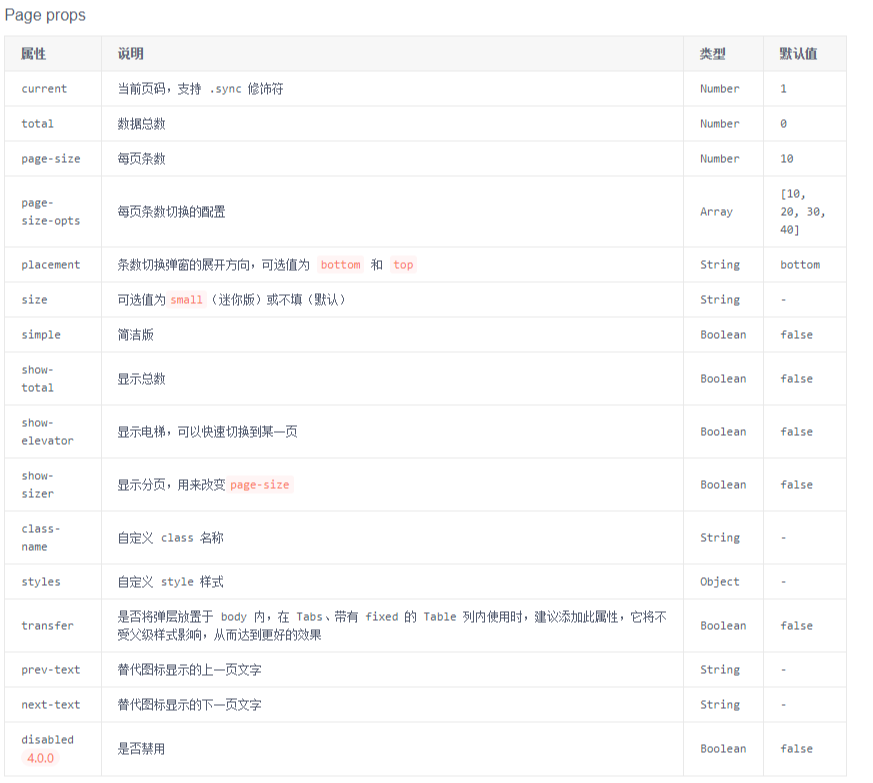 Page props
属性 说明 类型 默认值
current 当前页码，支持 .sync 修饰符 Number 1
total 数据总数 Number 0
page-size 每页条数 Number 10
page-
size-opts 每页条数切换的配置 Array [10,
20, 30,
40]
placement 条数切换弹窗的展开方向，可选值为 bottom 和 top String bottom
size 可选值为 small（迷你版）或不填（默认） String -
simple 简洁版 Boolean false
show-
total 显示总数 Boolean false
show-
elevator 显示电梯，可以快速切换到某一页 Boolean false
show-
sizer 显示分页，用来改变 page-size Boolean false
class-
name 自定义 class 名称 String -
styles 自定义 style 样式 Object -
transfer 是否将弹层放置于 body 内，在 Tabs、带有 fixed 的 Table 列内使用时，建议添加此属性，它将不
受父级样式影响，从而达到更好的效果 Boolean false
prev-text 替代图标显示的上一页文字 String -
next-text 替代图标显示的下一页文字 String -
disabled
4.0.0 是否禁用 Boolean false